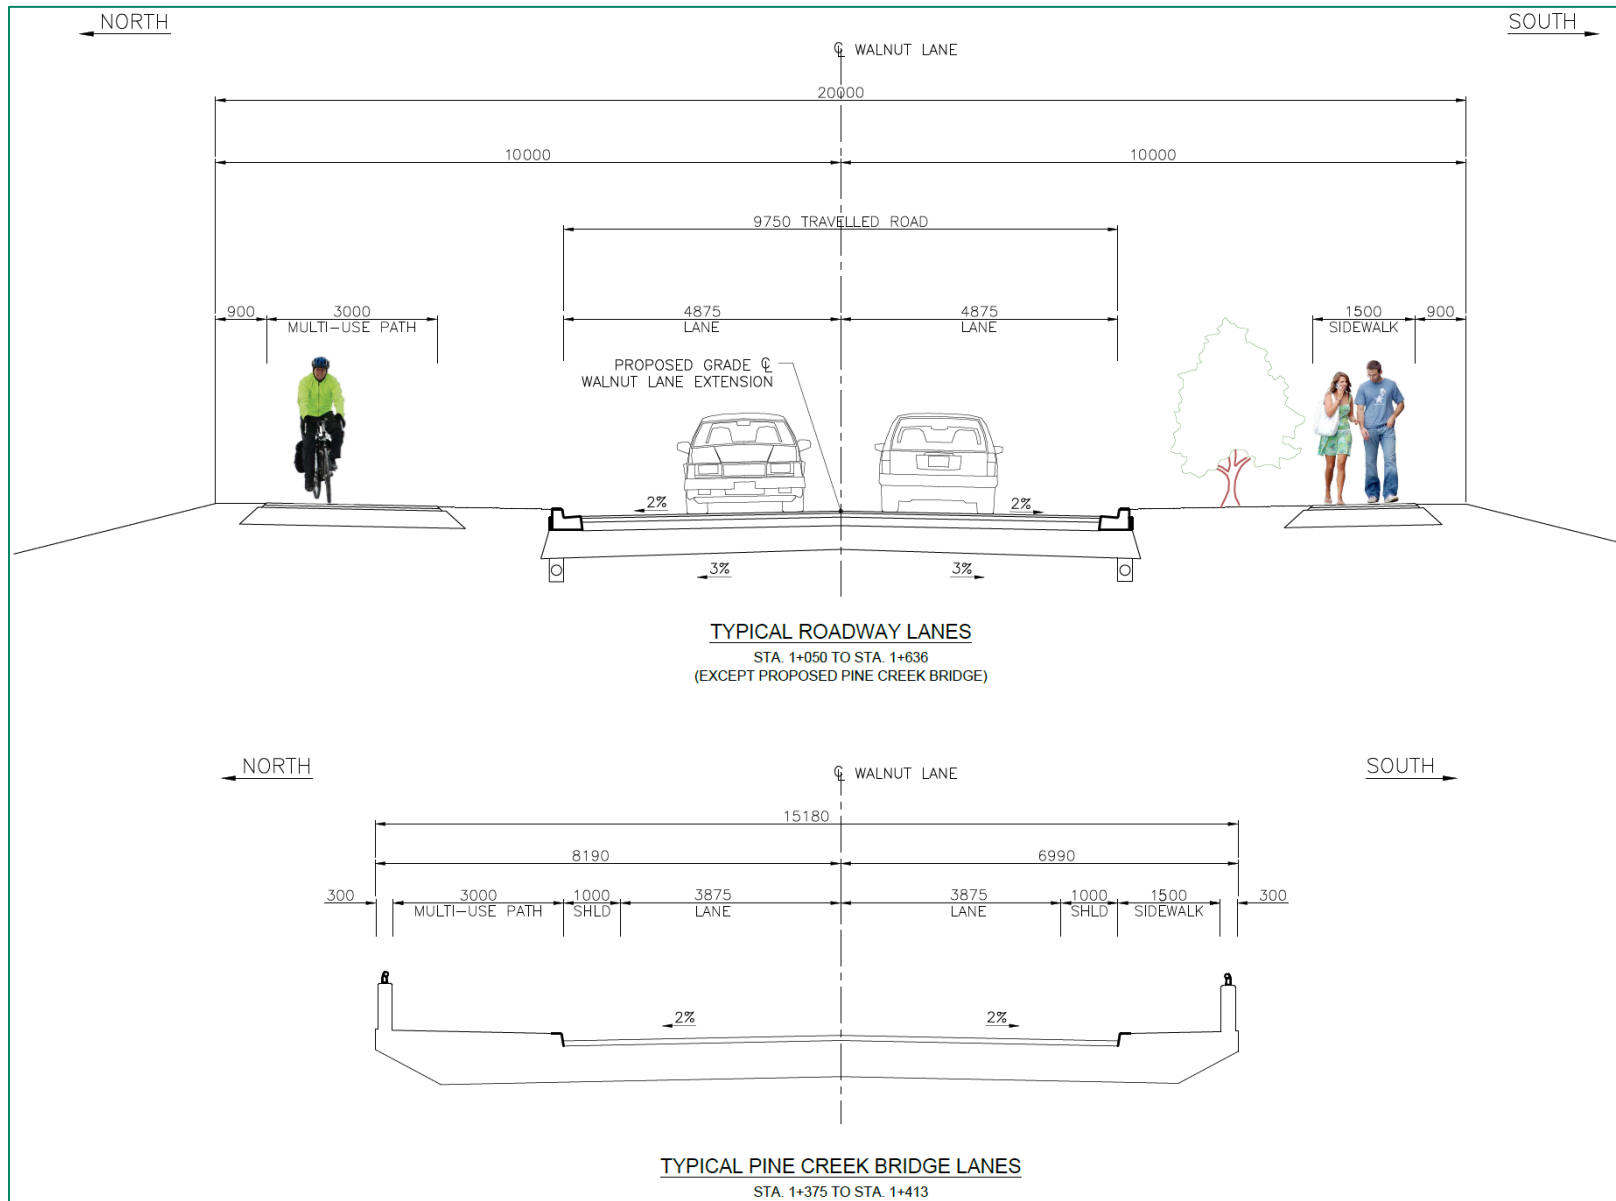 NORTH
SOUTH
℄ WALNUT LANE
20000
10000 10000
9750 TRAVELLED ROAD
900 3000 4875 4875 1500 900
MULTI-USE PATH LANE LANE SIDEWALK
PROPOSED GRADE ℄
WALNUT LANE EXTENSION
2% 2%
3% 3%
TYPICAL ROADWAY LANES
STA. 1+050 TO STA. 1+636
(EXCEPT PROPOSED PINE CREEK BRIDGE)
NORTH
SOUTH
℄ WALNUT LANE
15180
8190 6990
300 3000 1000 3875 3875 1000 1500 300
MULTI-USE PATH SHLD LANE LANE SHLD SIDEWALK
2% 2%
TYPICAL PINE CREEK BRIDGE LANES
STA. 1+375 TO STA. 1+413